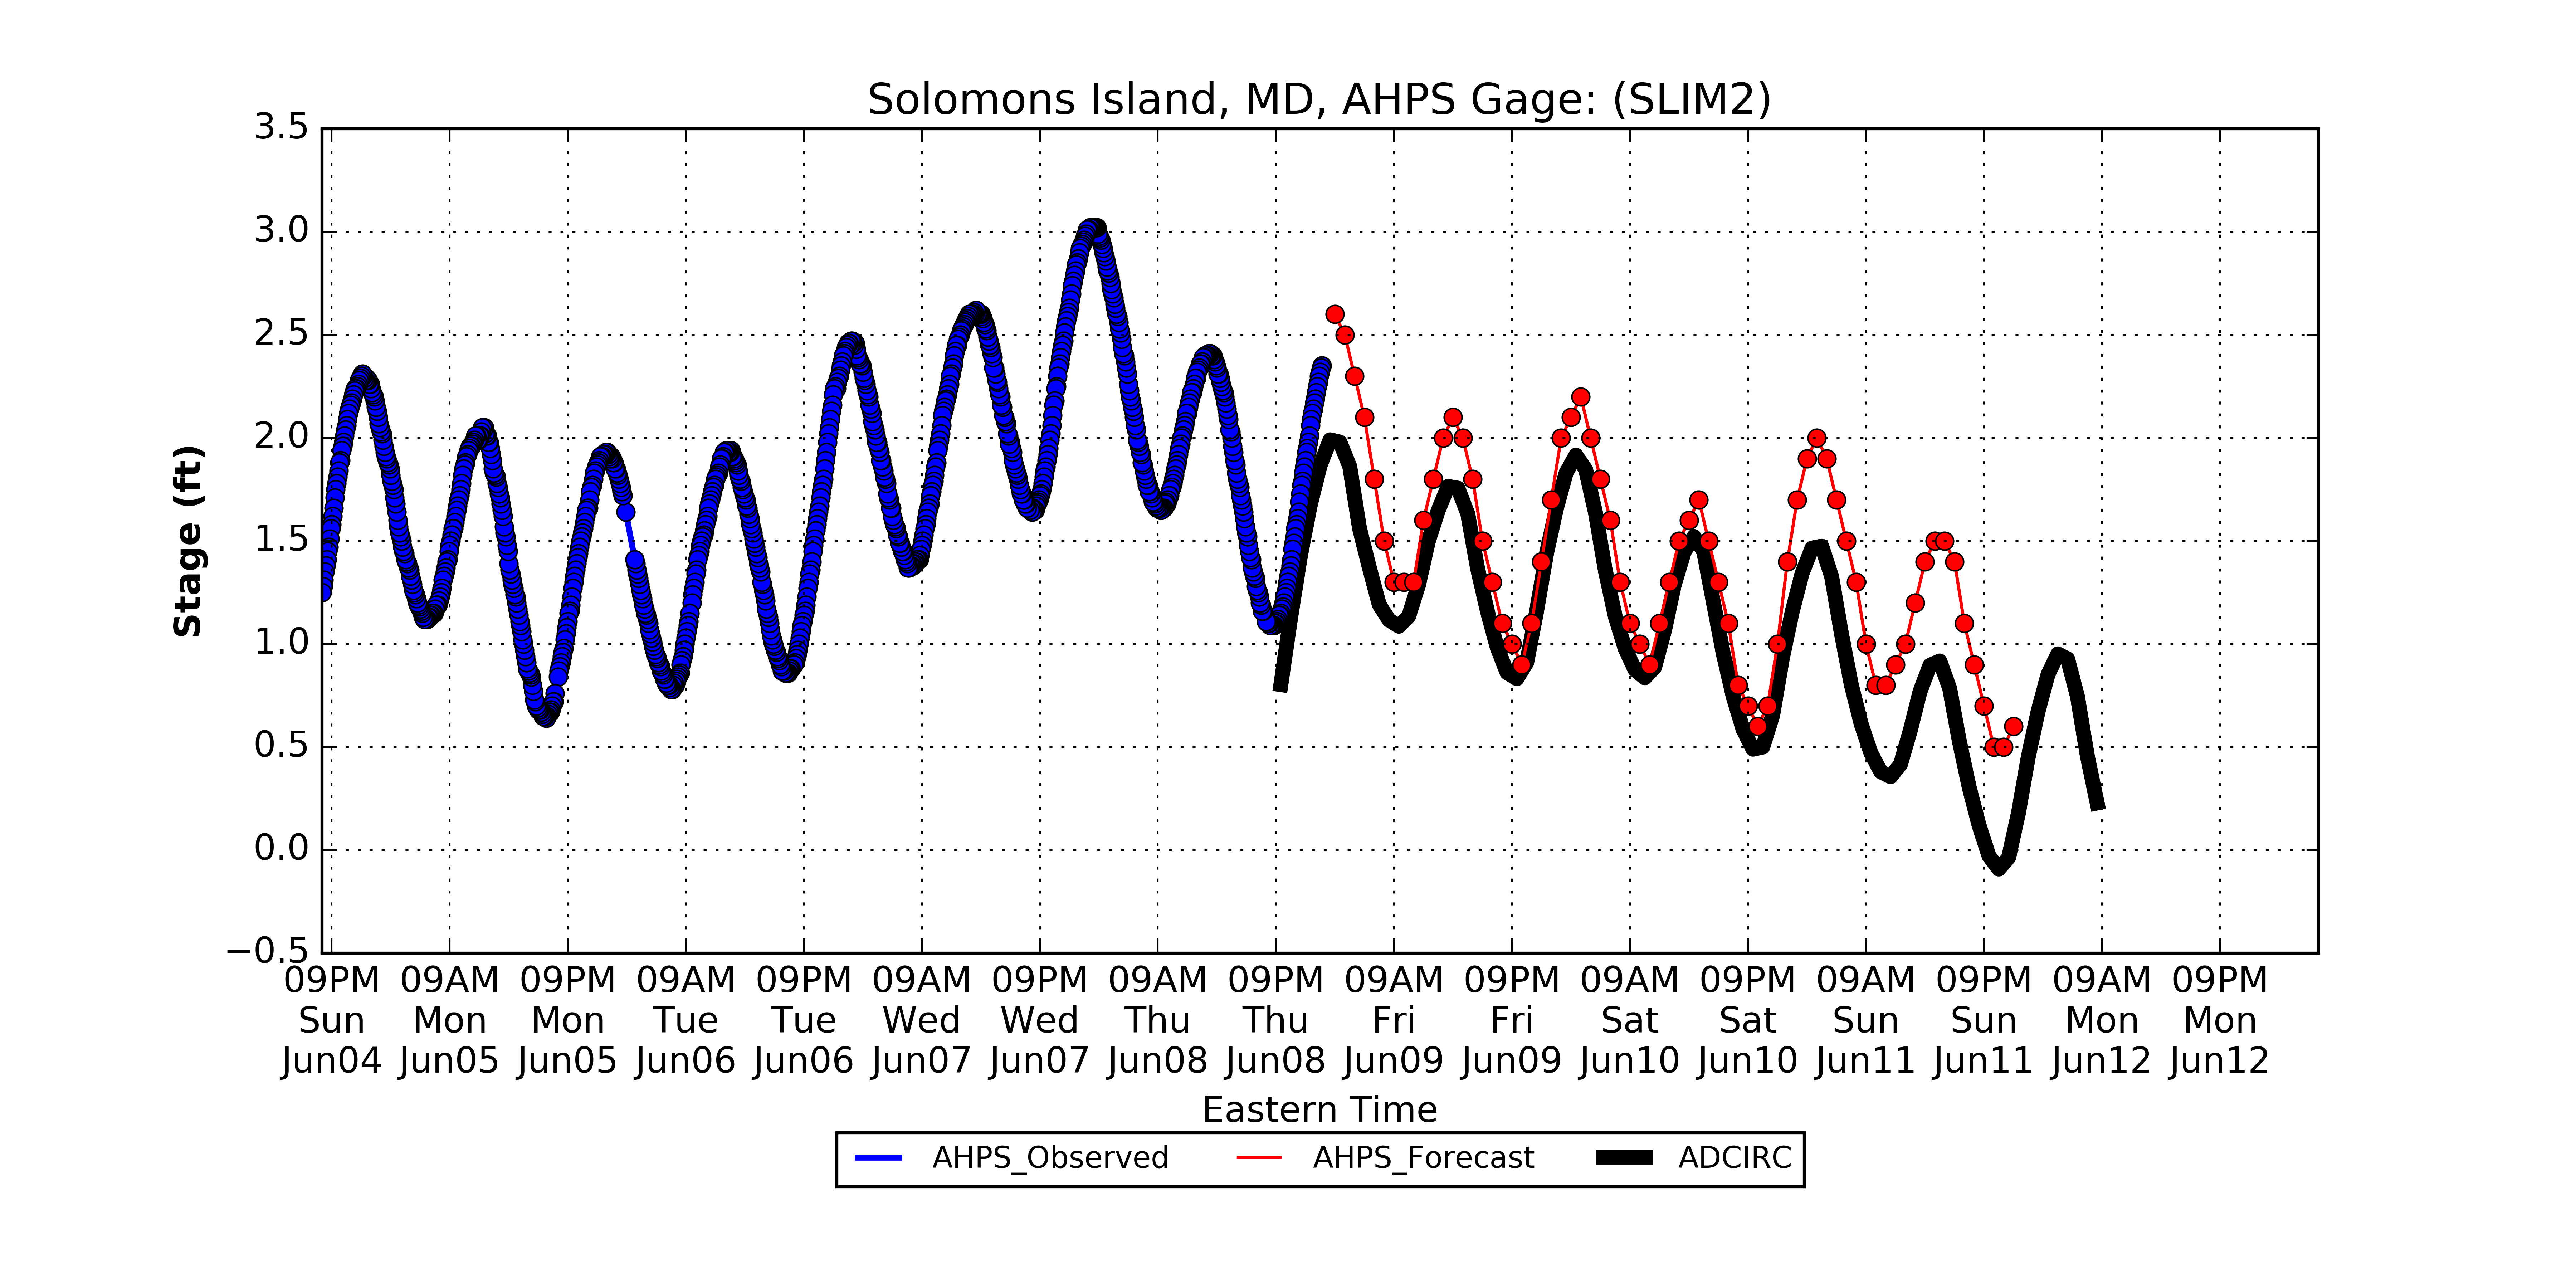 Solomons Island, MD, AHPS Gage: (SLIM2)
3.5
3.0
2.5
2.0
1.5
1.0
0.5
0.0
−0.5
Stage (ft)
09PM 09AM 09PM 09AM 09PM 09AM 09PM 09AM 09PM 09AM 09PM 09AM 09PM 09AM 09PM 09AM 09PM
Sun Mon Mon Tue Tue Wed Wed Thu Thu Fri Fri Sat Sat Sun Sun Mon Mon
Jun04 Jun05 Jun05 Jun06 Jun06 Jun07 Jun07 Jun08 Jun08 Jun09 Jun09 Jun10 Jun10 Jun11 Jun11 Jun12 Jun12
Eastern Time
AHPS_Observed AHPS_Forecast ADCIRC